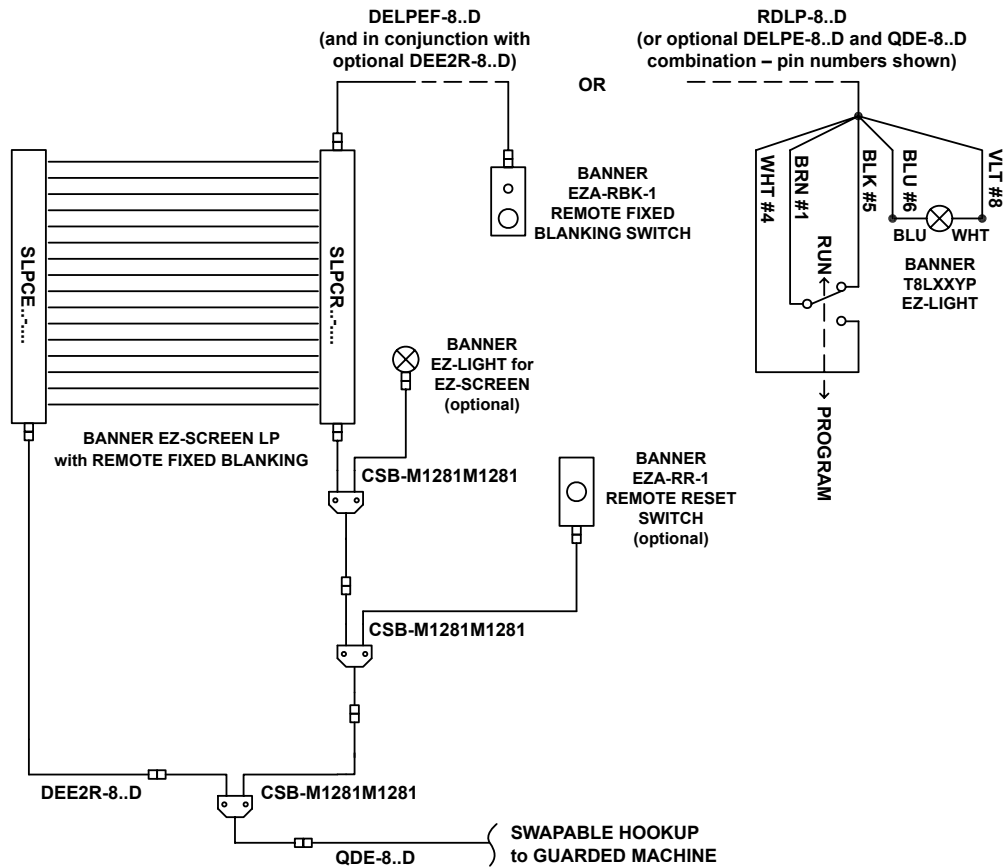 DELPEF-8..D
(and in conjunction with
optional DEE2R-8..D)
OR
RDLP-8..D
(or optional DELPE-8..D and QDE-8..D
combination – pin numbers shown)
SLPCE..-"....
SLPCR..-"....
BANNER
EZA-RBK-1
REMOTE FIXED
BLANKING SWITCH
WHT #4
BRN #1
BLK #5
BLU #6
VLT #8
BLU
WHT
BANNER
T8LXXYP
EZ-LIGHT
RUN
PROGRAM
BANNER
EZ-LIGHT for
EZ-SCREEN
(optional)
BANNER EZ-SCREEN LP
with REMOTE FIXED BLANKING
CSB-M1281M1281
BANNER
EZA-RR-1
REMOTE RESET
SWITCH
(optional)
CSB-M1281M1281
DEE2R-8..D
CSB-M1281M1281
QDE-8..D
SWAPABLE HOOKUP
to GUARDED MACHINE